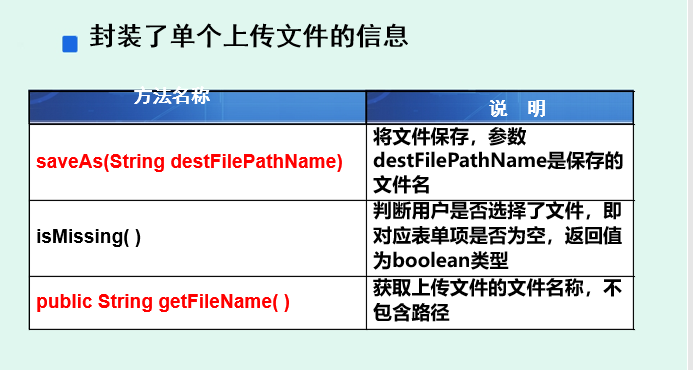 封装了单个上传文件的信息
方法名称
说 明
saveAs(String destFilePathName)
将文件保存，参数
destFilePathName是保存的
文件名
isMissing( )
判断用户是否选择了文件，即
对应表单项是否为空，返回值
为boolean类型
public String getFileName( )
获取上传文件的文件名称，不
包含路径